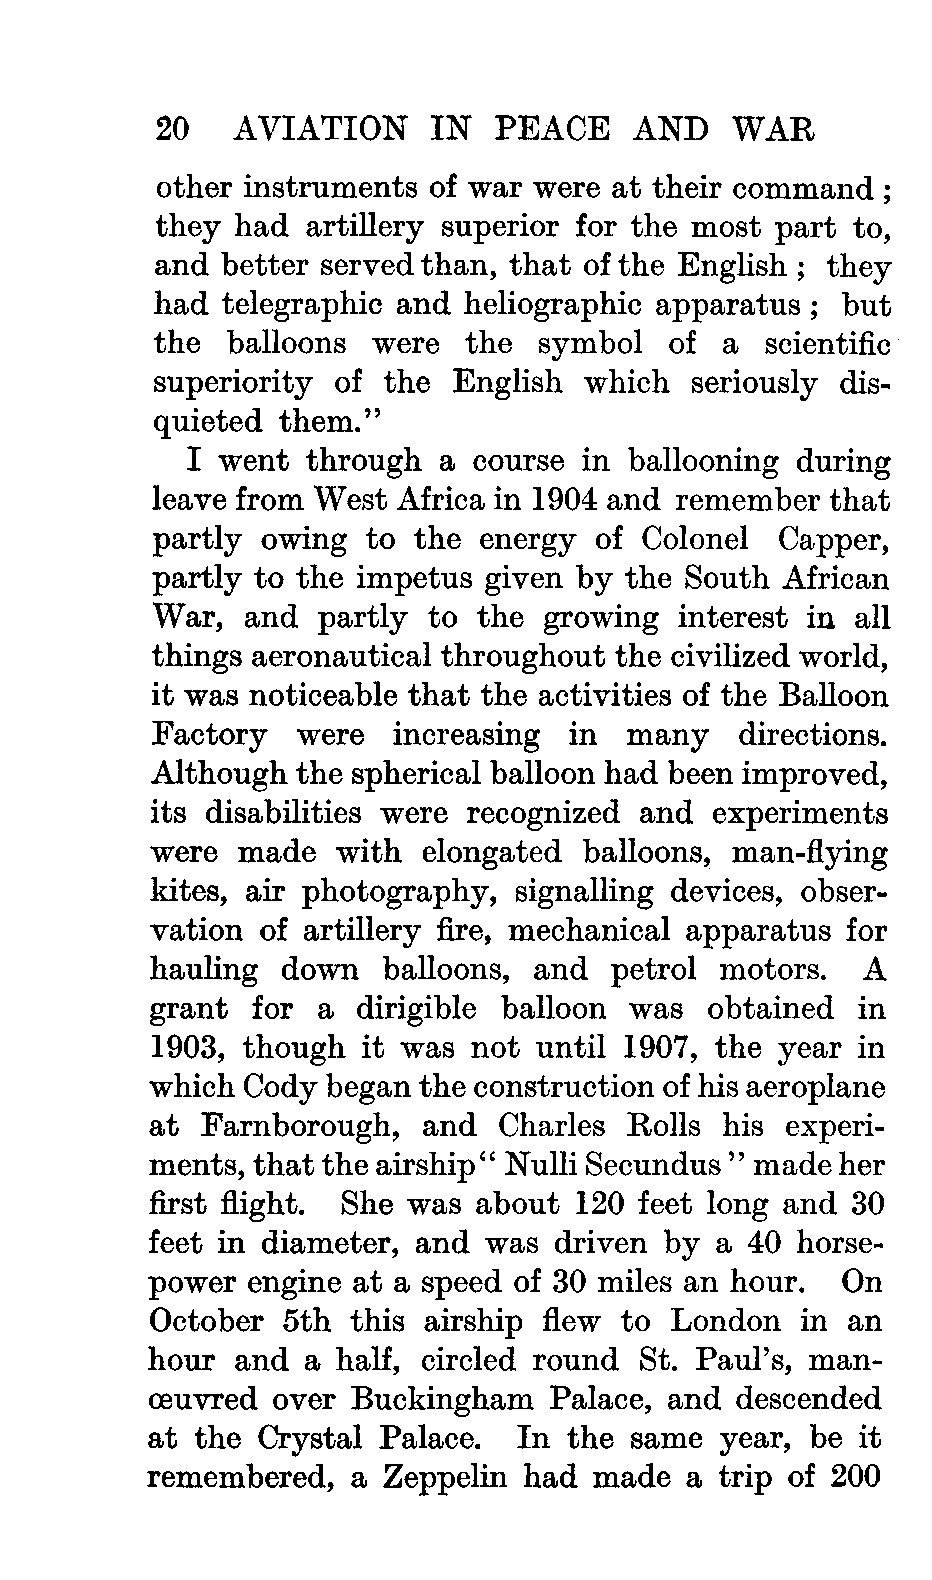 20 AVIATION IN PEACE AND WAR
other instruments of war were at their command ;
they had artillery superior for the most part to,
and better served than, that of the English ; they
had telegraphic and heliographic apparatus ; but
the balloons were the symbol of a scientific
superiority of the English which seriously dis-
quieted them."
I went through a course in ballooning during
leave from West Africa in 1904 and remember that
partly owing to the energy of Colonel Capper,
partly to the impetus given by the South African
War, and partly to the growing interest in all
things aeronautical throughout the civilized world,
it was noticeable that the activities of the Balloon
Factory were increasing in many directions.
Although the spherical balloon had been improved,
its disabilities were recognized and experiments
were made with elongated balloons, man-flying
kites, air photography, signalling devices, obser-
vation of artillery fire, mechanical apparatus for
hauling down balloons, and petrol motors. A
grant for a dirigible balloon was obtained in
1903, though it was not until 1907, the year in
which Cody began the construction of his aeroplane
at Farnborough, and Charles Rolls his experi-
ments, that the airship " Nulli Secundus " made her
first flight. She was about 120 feet long and 30
feet in diameter, and was driven by a 40 horse-
power engine at a speed of 30 miles an hour. On
October 5th this airship flew to London in an
hour and a half, circled round St. Paul's, man-
œuvred over Buckingham Palace, and descended
at the Crystal Palace. In the same year, be it
remembered, a Zeppelin had made a trip of 200